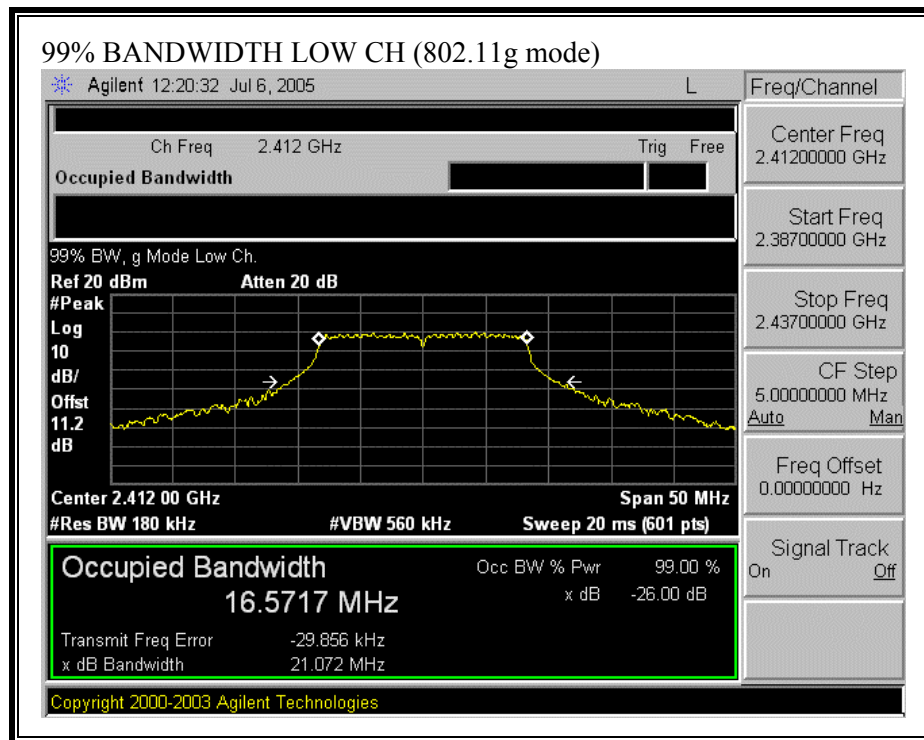 99% BANDWIDTH LOW CH (802.11g mode)
Agilent 12:20:32 Jul 6, 2005 L
Freq/Channel
Ch Freq 2.412 GHz Trig Free
Occupied Bandwidth
99% BW, g Mode Low Ch.
Ref 20 dBm Atten 20 dB
#Peak
Log
10
dB/
Offst
11.2
dB
Center 2.412 00 GHz Span 50 MHz
#Res BW 180 kHz #VBW 560 kHz Sweep 20 ms (601 pts)
Occupied Bandwidth
16.5717 MHz
Occ BW % Pwr 99.00 %
x dB -26.00 dB
Transmit Freq Error -29.856 kHz
x dB Bandwidth 21.072 MHz
Copyright 2000-2003 Agilent Technologies
Center Freq
2.41200000 GHz
Start Freq
2.38700000 GHz
Stop Freq
2.43700000 GHz
CF Step
5.00000000 MHz
Auto Man
Freq Offset
0.00000000 Hz
Signal Track
On Off